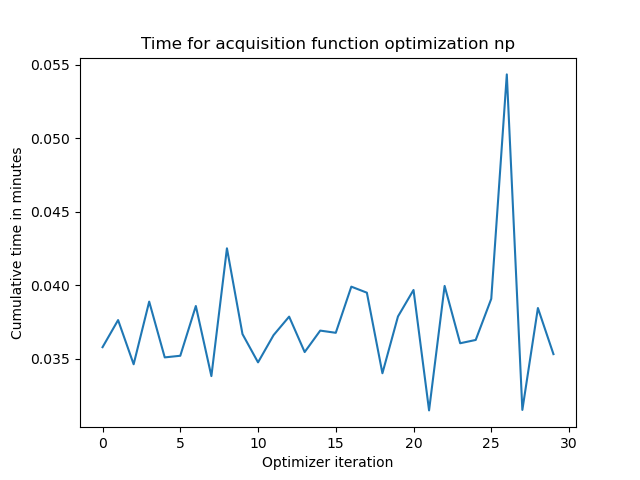 Time for acquisition function optimization np
Cumulative time in minutes
0.055
0.050
0.045
0.040
0.035
0 5 10 15 20 25 30
Optimizer iteration